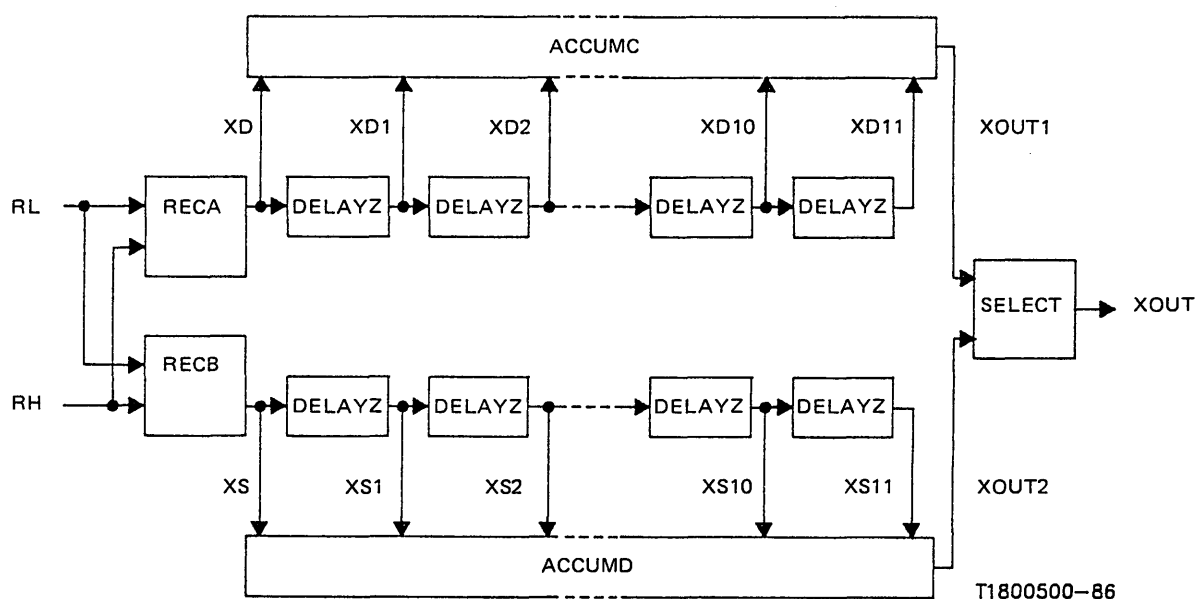 ACCUMC
XD XD1 XD2 XD10 XD11 XOUT1
RL RECA DELAYZ DELAYZ DELAYZ DELAYZ
SELECT XOUT
RECB
RH DELAYZ DELAYZ DELAYZ DELAYZ
XS XS1 XS2 XS10 XS11 XOUT2
ACCUMD
T1800500-86